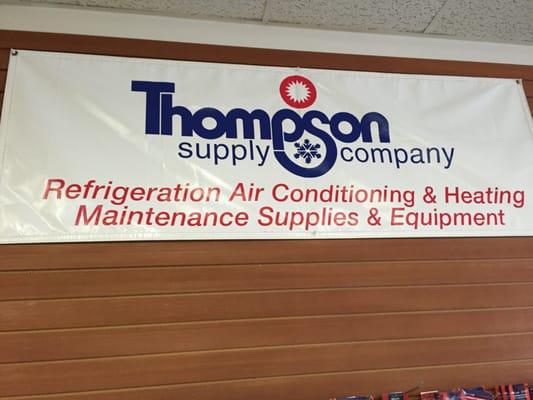 Thompson
supply company
Refrigeration Air Conditioning & Heating
Maintenance Supplies & Equipment